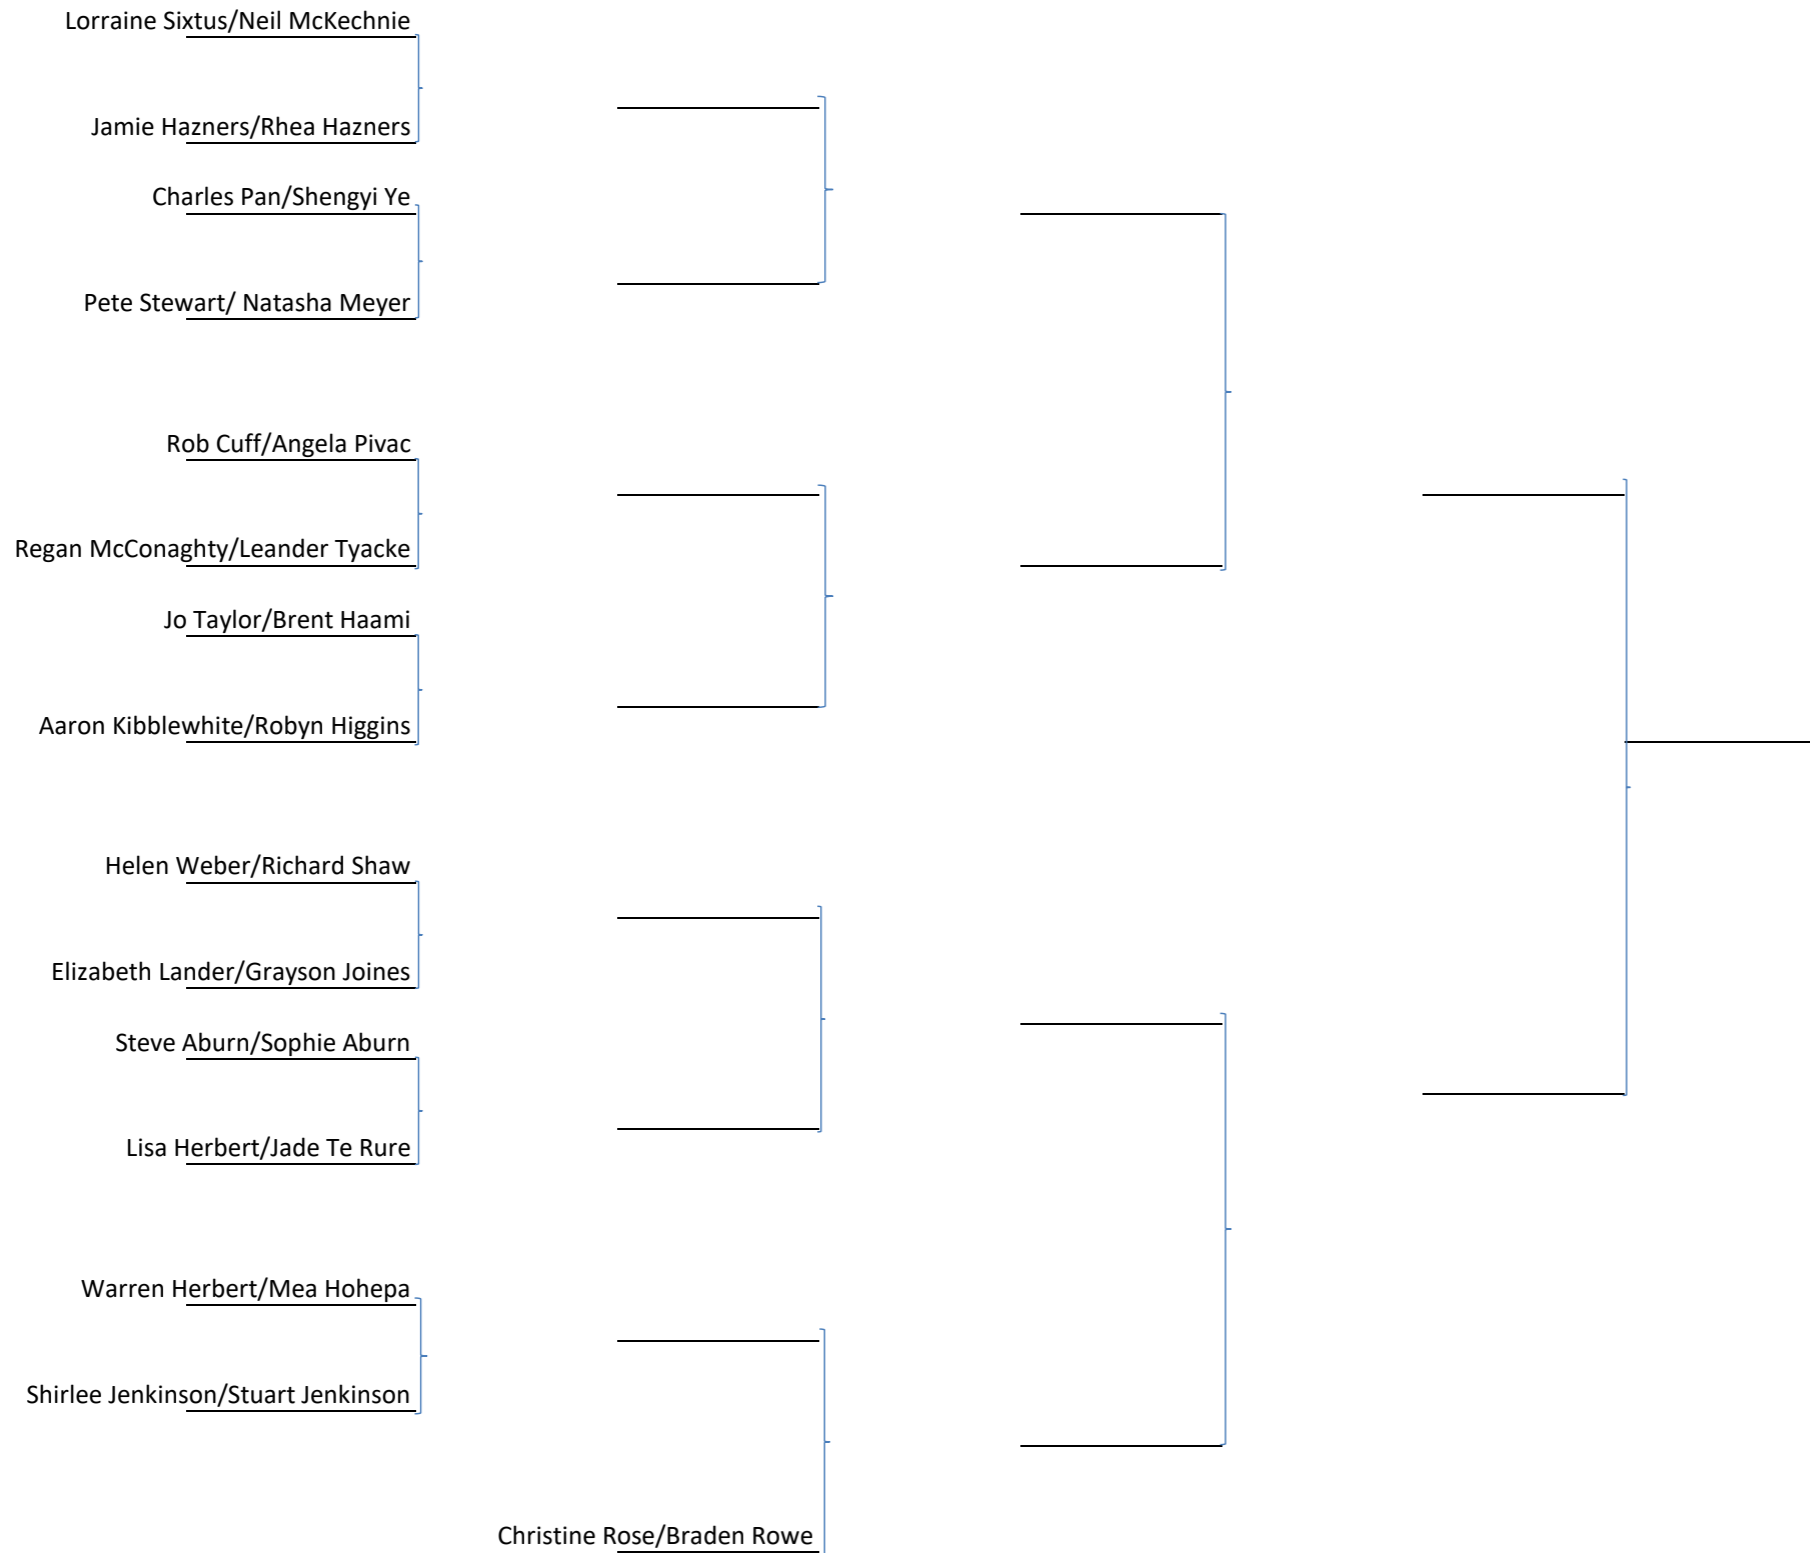 Lorraine Sixtus/Neil McKechnie
Jamie Hazners/Rhea Hazners
Charles Pan/Shengyi Ye
Pete Stewart/ Natasha Meyer
Rob Cuff/Angela Pivac
Regan McConaghty/Leander Tyacke
Jo Taylor/Brent Haami
Aaron Kibblewhite/Robyn Higgins
Helen Weber/Richard Shaw
Elizabeth Lander/Grayson Joines
Steve Aburn/Sophie Aburn
Lisa Herbert/Jade Te Rure
Warren Herbert/Mea Hohepa
Shirlee Jenkinson/Stuart Jenkinson
Christine Rose/Braden Rowe